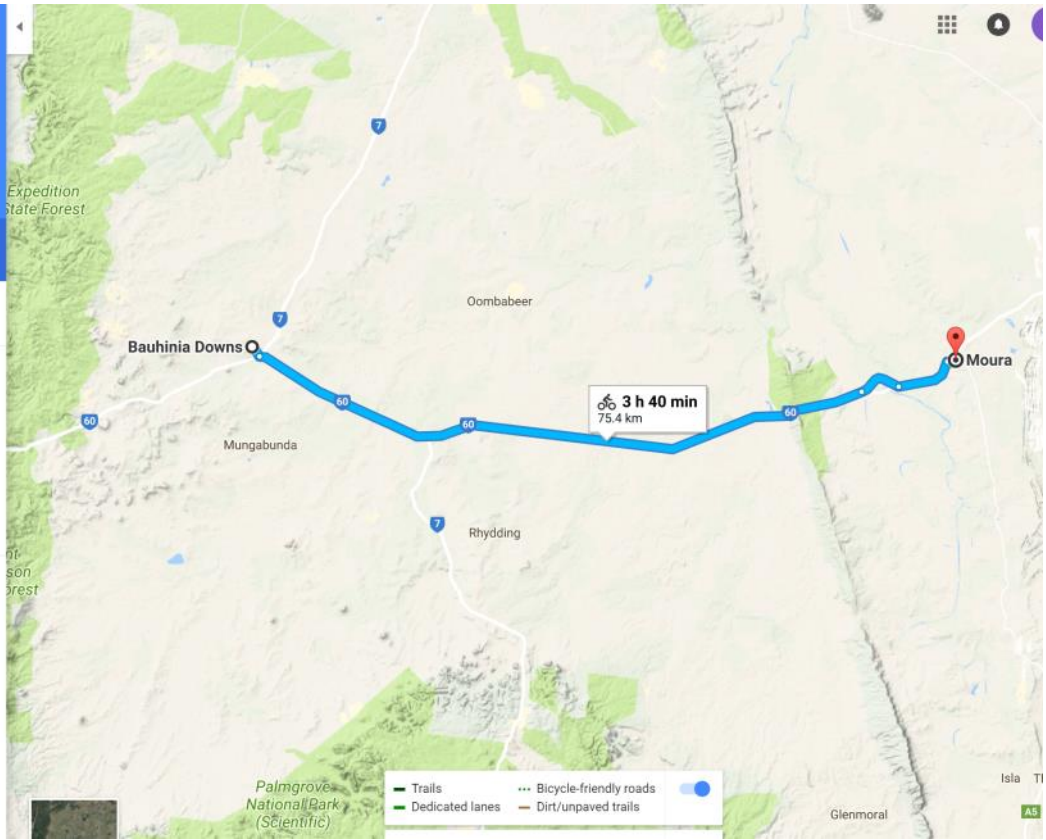 7
Expedition
State Forest
Oombabeer
7
Bauhinia Downs
Moura
3 h 40 min
75.4 km
60
60
60
60
Mungabunda
7
Rhydding
Palmgrove
National Park
(Scientific)
Trails
Bicycle-friendly roads
Dedicated lanes
Dirt/unpaved trails
Isla
Glenmoral
A5